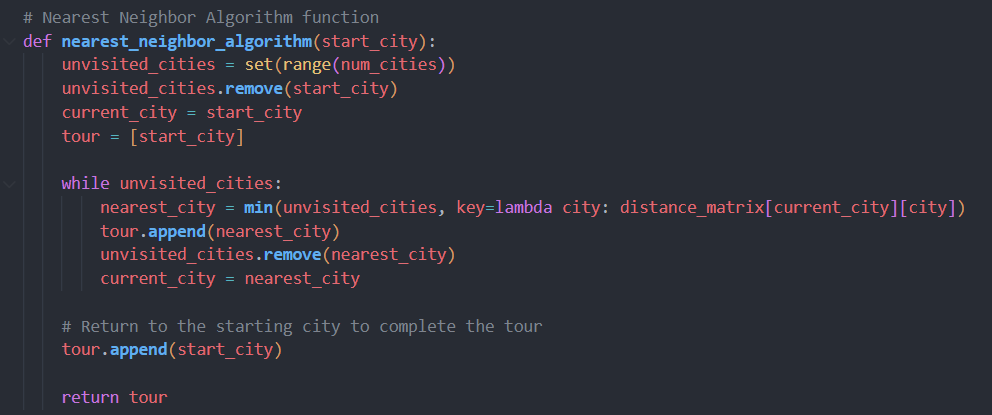 # Nearest Neighbor Algorithm function
def nearest_neighbor_algorithm(start_city):
    unvisited_cities = set(range(num_cities))
    unvisited_cities.remove(start_city)
    current_city = start_city
    tour = [start_city]

    while unvisited_cities:
        nearest_city = min(unvisited_cities, key=lambda city: distance_matrix[current_city][city])
        tour.append(nearest_city)
        unvisited_cities.remove(nearest_city)
        current_city = nearest_city

    # Return to the starting city to complete the tour
    tour.append(start_city)

    return tour